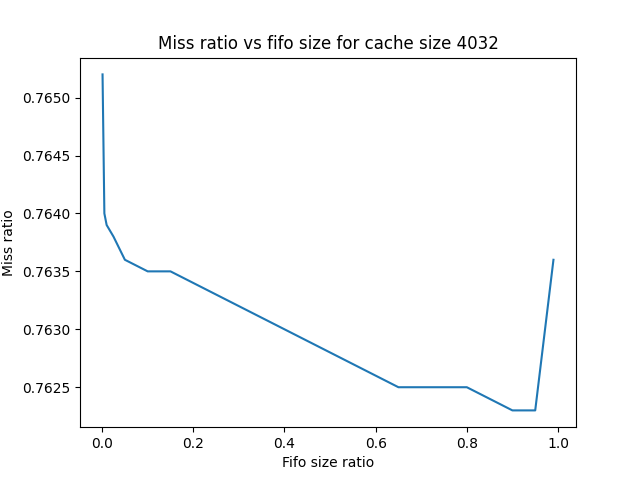 Miss ratio vs fifo size for cache size 4032
Miss ratio
0.7650
0.7645
0.7640
0.7635
0.7630
0.7625
0.0 0.2 0.4 0.6 0.8 1.0
Fifo size ratio